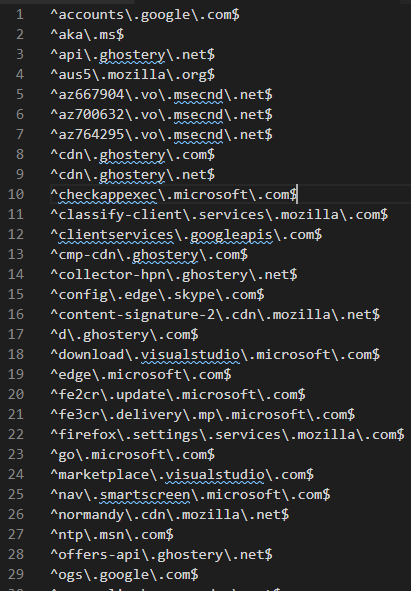 1 ^accounts\.google\.com$
2 ^aka\.ms$
3 ^api\.ghostery\.net$
4 ^aus5\.mozilla\.org$
5 ^az667904\.vo\.msecnd\.net$
6 ^az700632\.vo\.msecnd\.net$
7 ^az764295\.vo\.msecnd\.net$
8 ^cdn\.ghostery\.com$
9 ^cdn\.ghostery\.net$
10 ^checkappexec\.microsoft\.com$
11 ^classify-client\.services\.mozilla\.com$
12 ^clientservices\.googleapis\.com$
13 ^cmp-cdn\.ghostery\.com$
14 ^collector-hpn\.ghostery\.net$
15 ^config\.edge\.skype\.com$
16 ^content-signature-2\.cdn\.mozilla\.net$
17 ^d\.ghostery\.com$
18 ^download\.visualstudio\.microsoft\.com$
19 ^edge\.microsoft\.com$
20 ^fe2cr\.update\.microsoft\.com$
21 ^fe3cr\.delivery\.mp\.microsoft\.com$
22 ^firefox\.settings\.services\.mozilla\.com$
23 ^go\.microsoft\.com$
24 ^marketplace\.visualstudio\.com$
25 ^nav\.smartscreen\.microsoft\.com$
26 ^normandy\.cdn\.mozilla\.net$
27 ^ntp\.msn\.com$
28 ^offers-api\.ghostery\.net$
29 ^ogs\.google\.com$